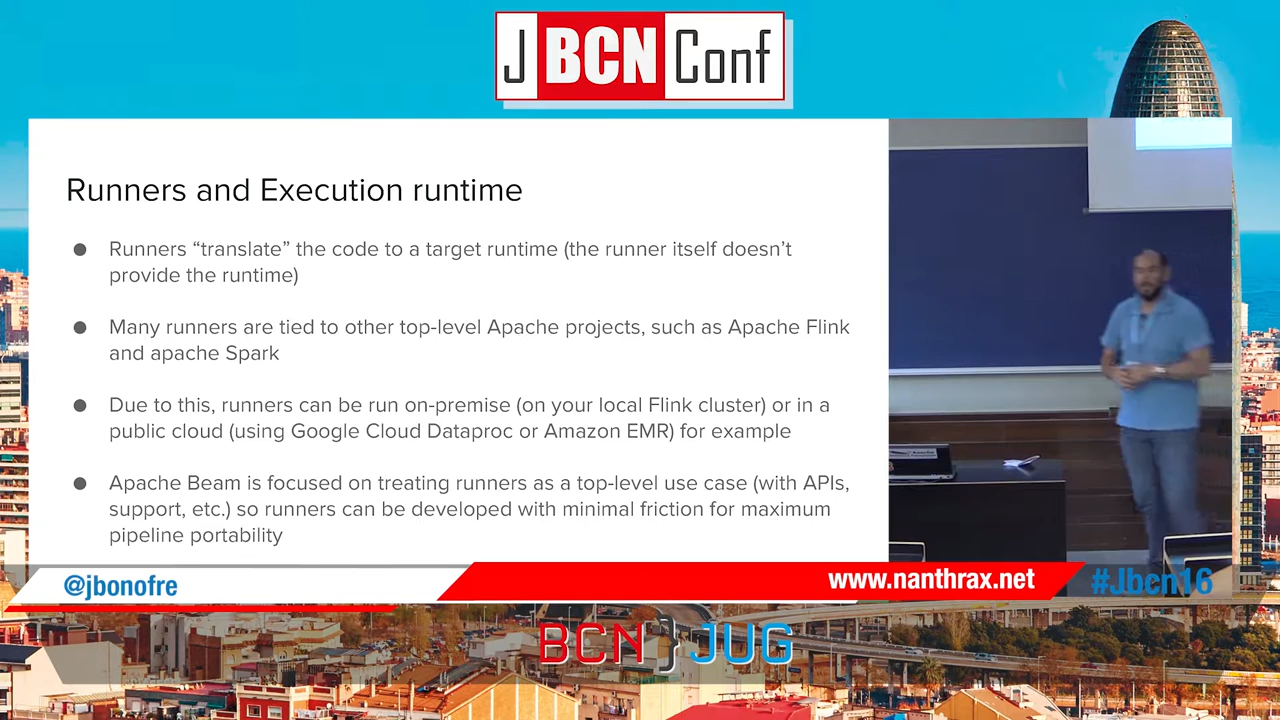 J BCN Conf
Runners and Execution runtime
● Runners “translate” the code to a target runtime (the runner itself doesn’t
provide the runtime)
● Many runners are tied to other top-level Apache projects, such as Apache Flink
and apache Spark
● Due to this, runners can be run on-premise (on your local Flink cluster) or in a
public cloud (using Google Cloud Dataproc or Amazon EMR) for example
● Apache Beam is focused on treating runners as a top-level use case (with APIs,
support, etc.) so runners can be developed with minimal friction for maximum
pipeline portability
@jbonofre
www.nanthrax.net
#Jbcn16
BCN JUG